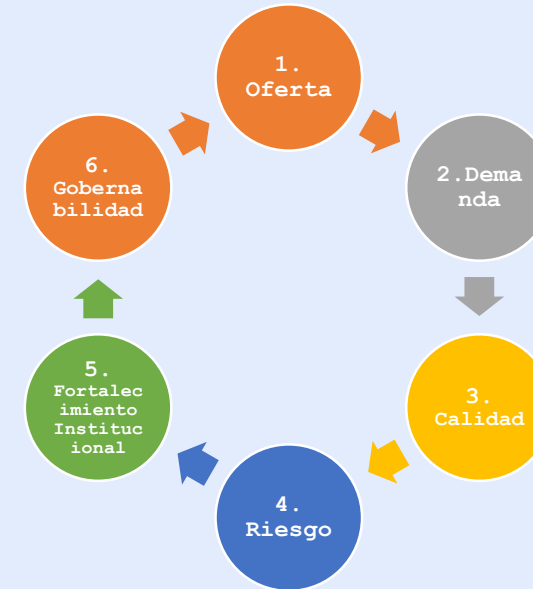 1.
Oferta
2.Dema
nda
3.
Calidad
4.
Riesgo
5.
Fortalec
imiento
Instituc
ional
6.
Goberna
bilidad